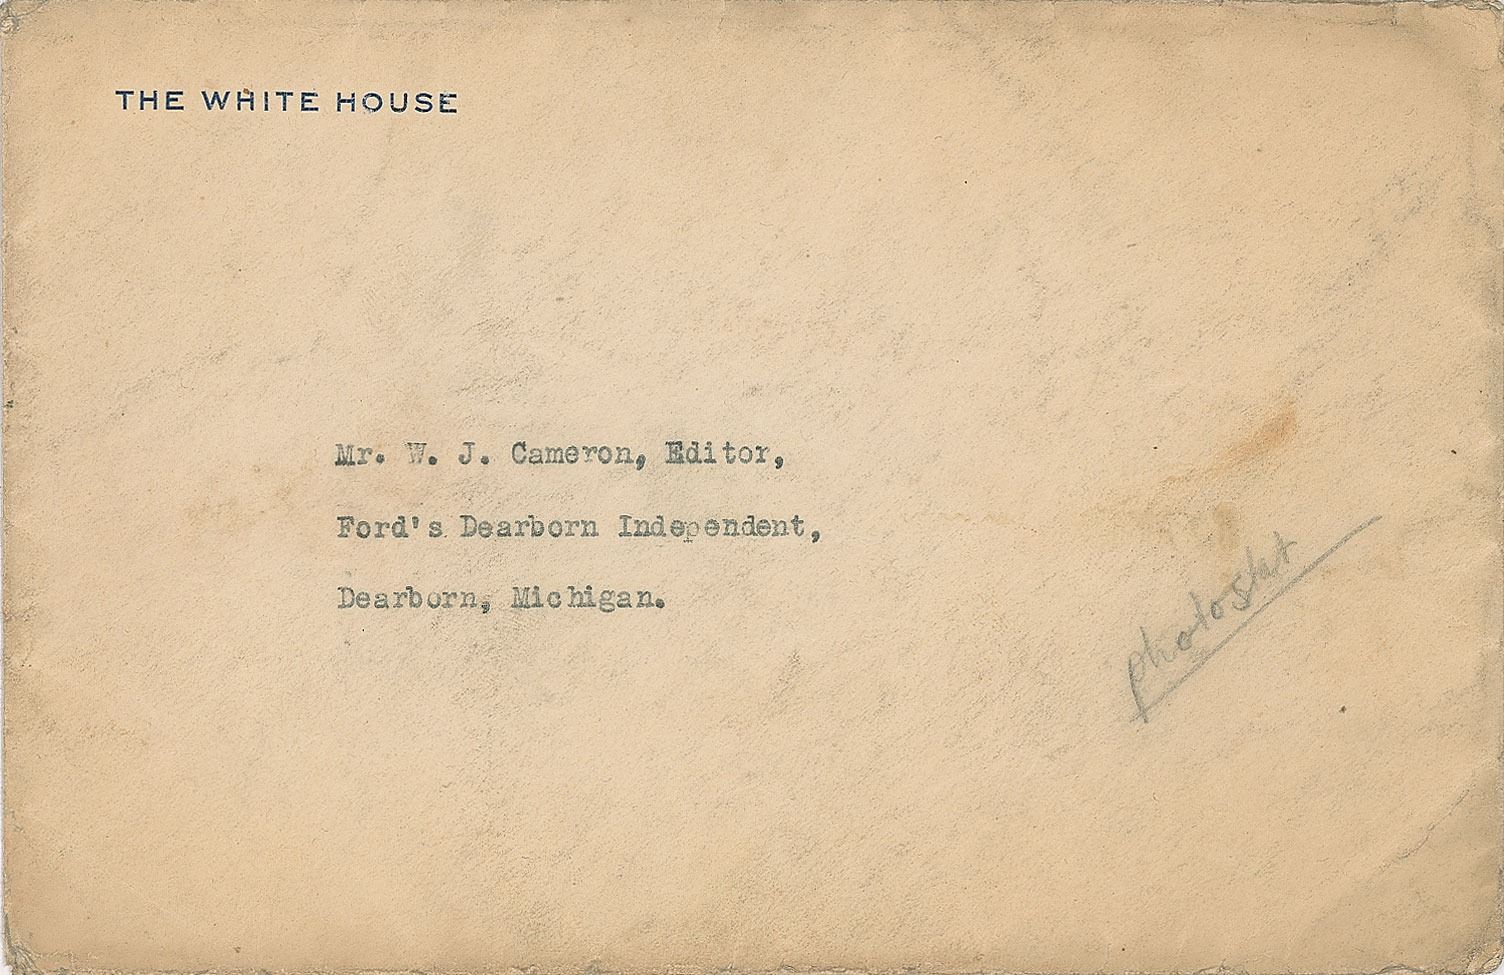 THE WHITE HOUSE
Mr. W. J. Cameron, Editor,
Ford's Dearborn Independent,
Dearborn, Michigan.
photostat